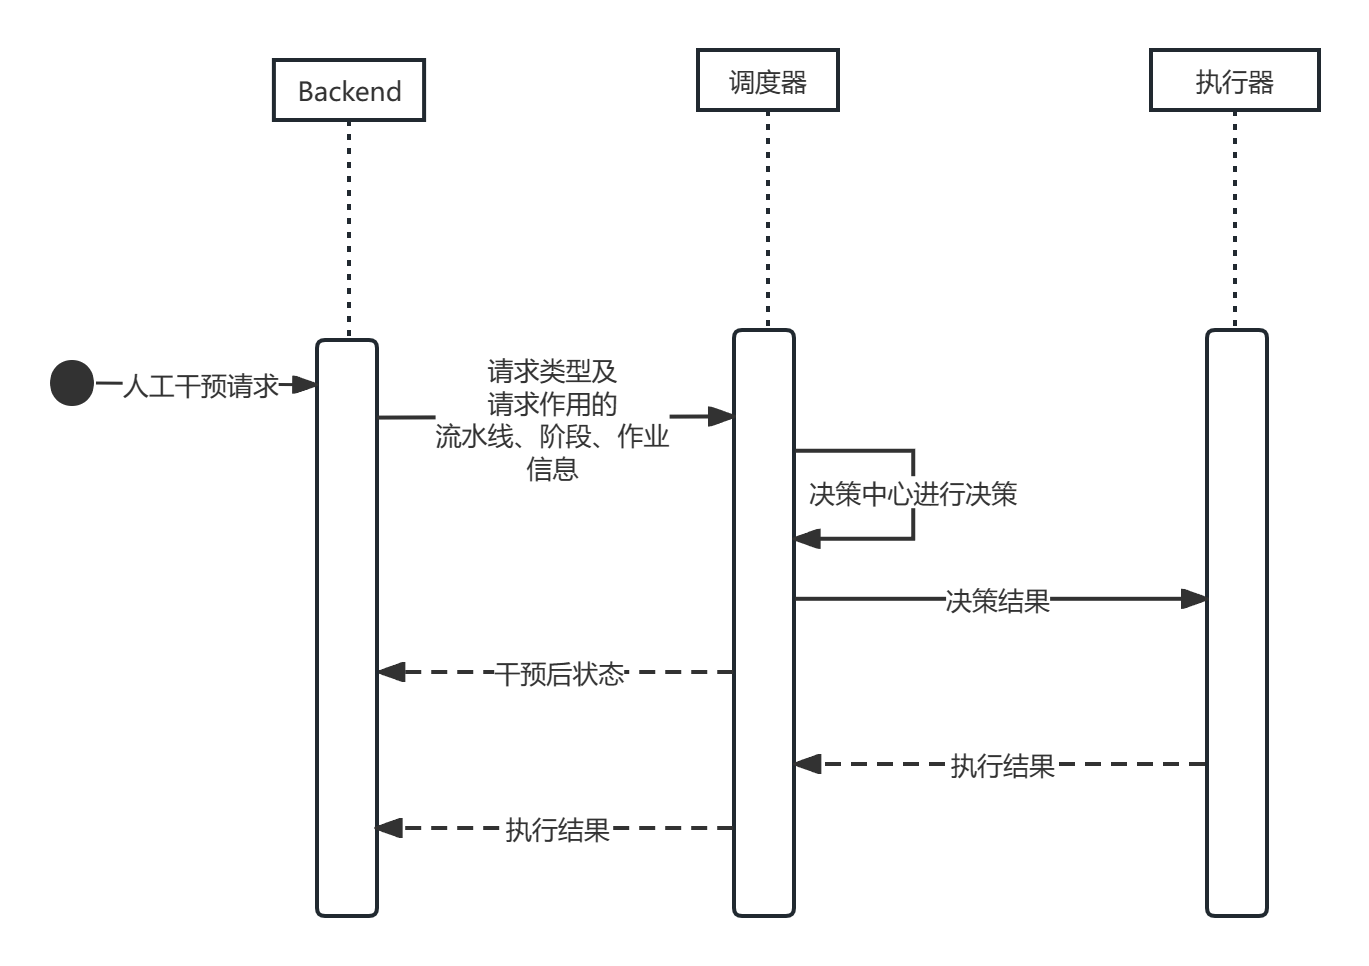 Backend
调度器
执行器
人工干预请求
请求类型及
请求作用的
流水线、阶段、作业
信息
决策中心进行决策
决策结果
干预后状态
执行结果
执行结果